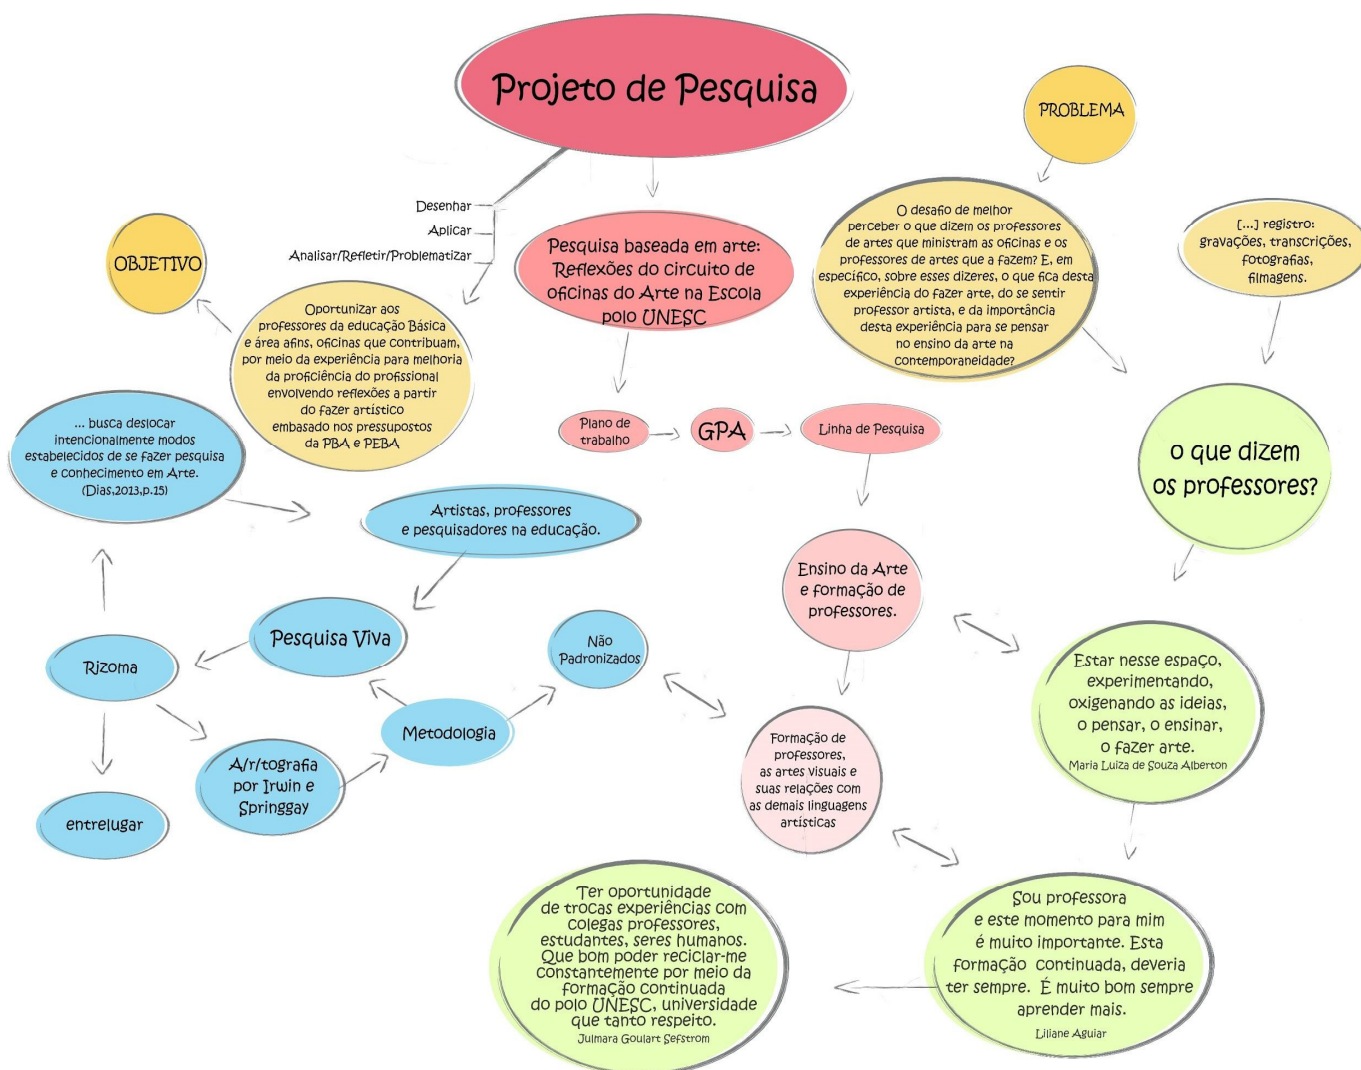 Projeto de Pesquisa
PROBLEMA
Desenhar
Aplicar
Analisar/Refletir/Problematizar
OBJETIVO
Oportunizar aos
professores da educação Básica
e área afins, oficinas que contribuam,
por meio da experiência para melhoria
da proficiência do profissional
envolvendo reflexões a partir
do fazer artístico
embasado nos pressupostos
da PBA e PEBA
Pesquisa baseada em arte:
Reflexões do circuito de
oficinas do Arte na Escola
polo UNESC
O desafio de melhor
perceber o que dizem os professores
de artes que ministram as oficinas e os
professores de artes que a fazem? E, em
específico, sobre esses dizeres, o que fica desta
experiência do fazer arte, do se sentir
professor artista, e da importância
desta experiência para se pensar
no ensino da arte na
contemporaneidade?
[...] registro:
gravações, transcrições,
fotografias,
filmagens.
... busca deslocar
intencionalmente modos
estabelecidos de se fazer pesquisa
e conhecimento em Arte.
(Dias,2013,p.15)
Plano de
trabalho
GPA
Linha de Pesquisa
o que dizem
os professores?
Artistas, professores
e pesquisadores na educação.
Ensino da Arte
e formação de
professores.
Pesquisa Viva
Não
Padronizados
Rizoma
Metodologia
Estar nesse espaço,
experimentando,
oxigenando as ideias,
o pensar, o ensinar,
o fazer arte.
Maria Luiza de Souza Alberton
Formação de
professores,
as artes visuais e
suas relações com
as demais linguagens
artísticas
A/r/tografia
por Irwin e
Springgay
entrelugar
Ter oportunidade
de trocas experiências com
colegas professores,
estudantes, seres humanos.
Que bom poder reciclar-me
constantemente por meio da
formação continuada
do polo UNESC, universidade
que tanto respeito.
Julmara Goulart Sefstrom
Sou professora
e este momento para mim
é muito importante. Esta
formação continuada, deveria
ter sempre. É muito bom sempre
aprender mais.
Liliane Aguiar